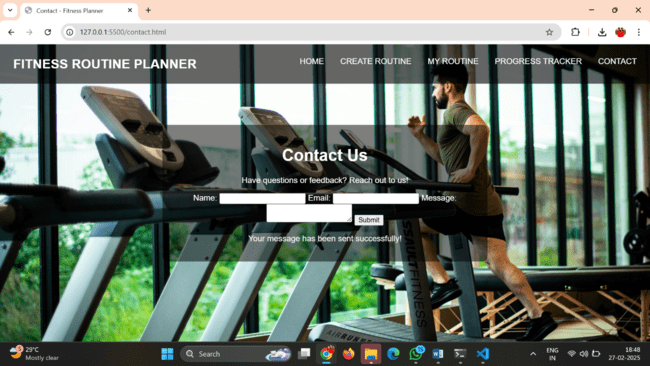 Contact - Fitness Planner
127.0.0.1:5500/contact.html
FITNESS ROUTINE PLANNER
HOME CREATE ROUTINE MY ROUTINE PROGRESS TRACKER CONTACT
Contact Us
Have questions or feedback? Reach out to us!
Name: Email: Message:
Submit
Your message has been sent successfully!
ASSAULTFITNESS
AIRRUNNER
29°C
Mostly clear
Search
ENG
IN
18:48
27-02-2025